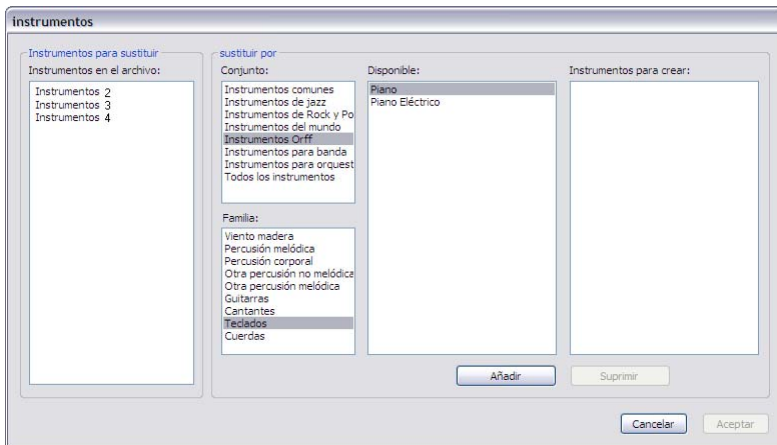 instrumentos
Instrumentos para sustituir
Instrumentos en el archivo:
Instrumentos 2
Instrumentos 3
Instrumentos 4
sustituir por
Conjunto:
Instrumentos comunes
Instrumentos de jazz
Instrumentos de Rock y Po
Instrumentos del mundo
Instrumentos Orff
Instrumentos para banda
Instrumentos para orquest
Todos los instrumentos
Familia:
Viento madera
Percusión melódica
Percusión corporal
Otra percusión no melódica
Otra percusión melódica
Guitarras
Cantantes
Teclados
Cuerdas
Disponible:
Piano
Piano Eléctrico
Instrumentos para crear:
Añadir
Suprimir
Cancelar
Aceptar